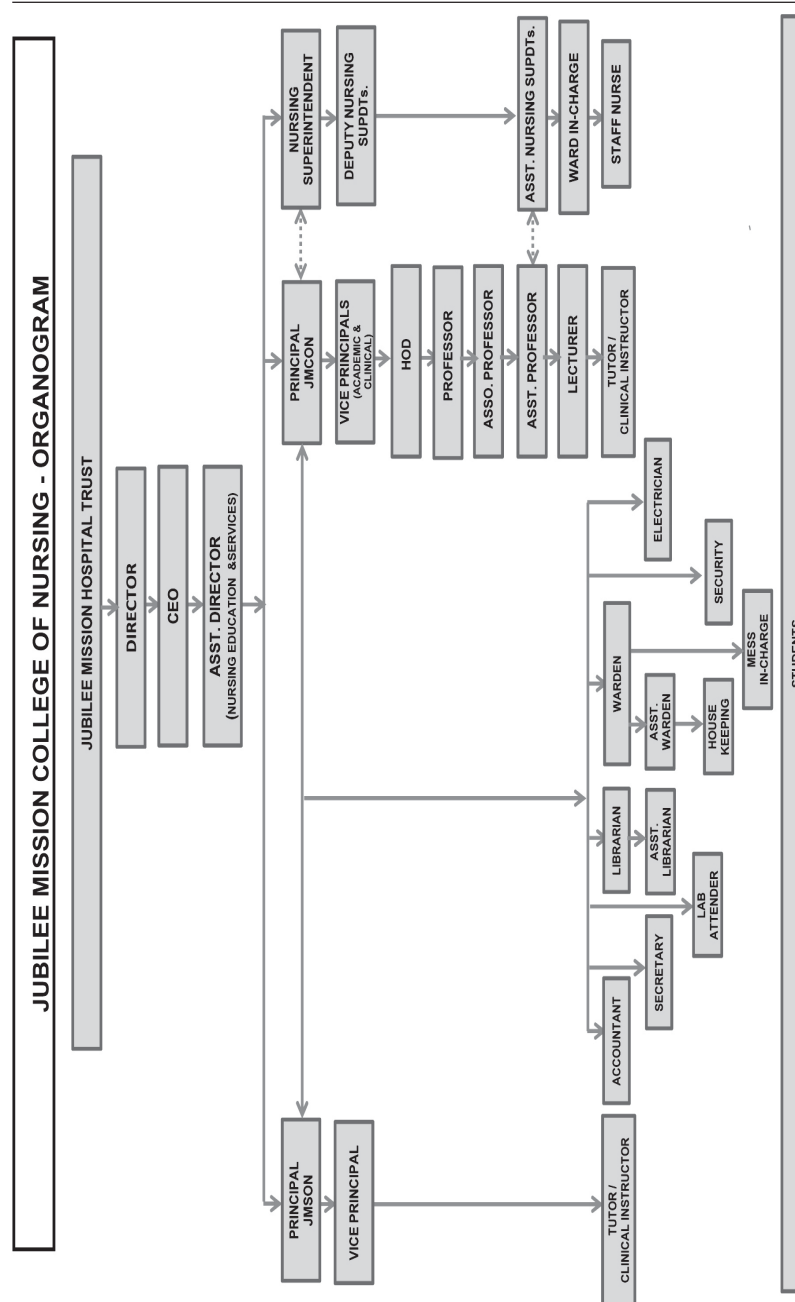 JUBILEE MISSION COLLEGE OF NURSING - ORGANOGRAM
JUBILEE MISSION HOSPITAL TRUST
DIRECTOR
CEO
ASST. DIRECTOR
(NURSING EDUCATION &SERVICES)
PRINCIPAL
JMSON
VICE PRINCIPAL
TUTOR /
CLINICAL INSTRUCTOR
PRINCIPAL
JMCON
VICE PRINCIPALS
(ACADEMIC &
CLINICAL)
HOD
PROFESSOR
ASSO. PROFESSOR
ASST. PROFESSOR
LECTURER
TUTOR /
CLINICAL INSTRUCTOR
NURSING
SUPERINTENDENT
DEPUTY NURSING
SUPDTs.
ASST. NURSING SUPDTs.
WARD IN-CHARGE
STAFF NURSE
ACCOUNTANT
SECRETARY
LAB
ATTENDER
LIBRARIAN
ASST.
LIBRARIAN
WARDEN
ASST.
WARDEN
HOUSE
KEEPING
MESS
IN-CHARGE
SECURITY
ELECTRICIAN
STUDENTS